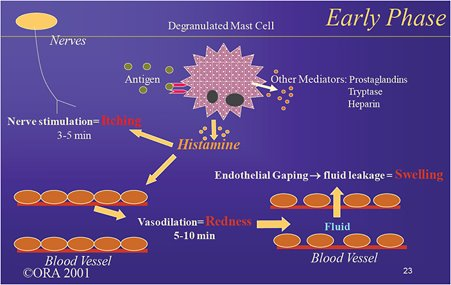 Early Phase
Degranulated Mast Cell
Nerves
Antigen
Other Mediators: Prostaglandins
Tryptase
Heparin
Nerve stimulation= Itching
3-5 min
Histamine
Endothelial Gaping → fluid leakage = Swelling
Vasodilation= Redness
5-10 min
Fluid
Blood Vessel
Blood Vessel
©ORA 2001
23